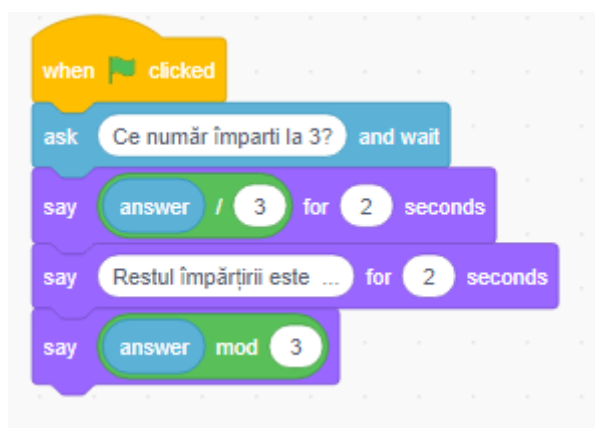 when clicked
ask Ce număr împarti la 3? and wait
say answer / 3 for 2 seconds
say Restul împărțirii este ... for 2 seconds
say answer mod 3